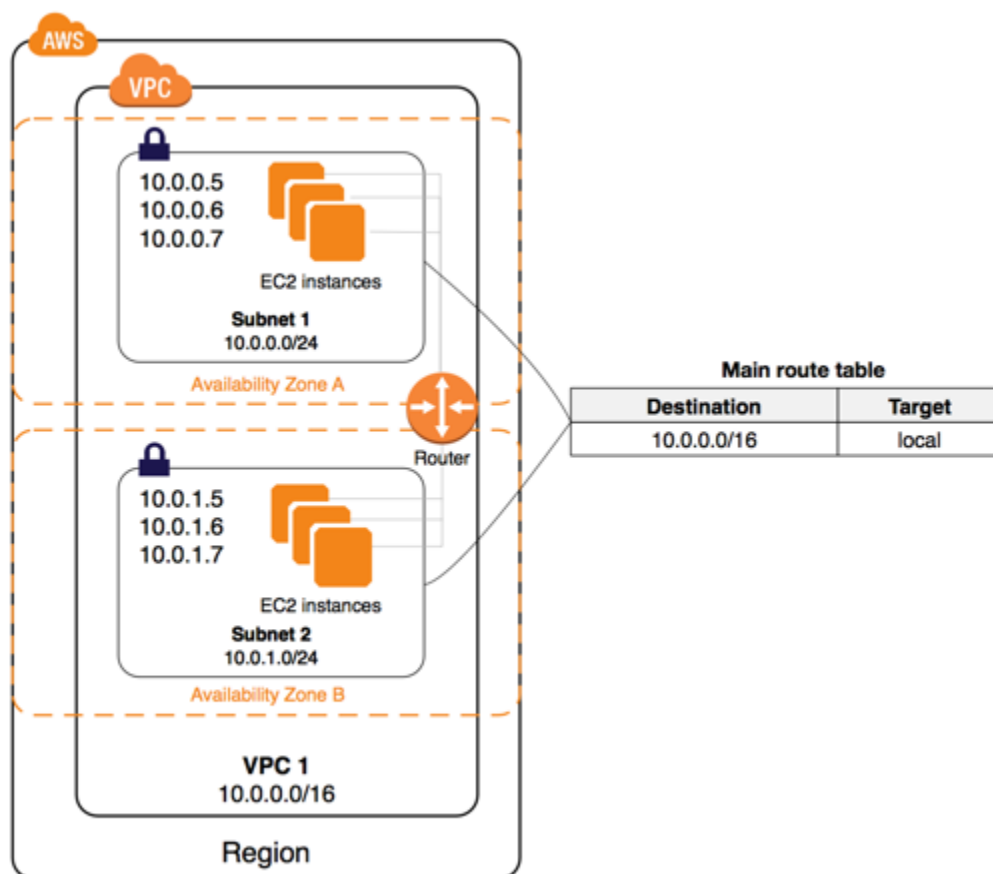 AWS
VPC
10.0.0.5
10.0.0.6
10.0.0.7
EC2 instances
Subnet 1
10.0.0.0/24
Availability Zone A
Router
10.0.1.5
10.0.1.6
10.0.1.7
EC2 instances
Subnet 2
10.0.1.0/24
Availability Zone B
VPC 1
10.0.0.0/16
Region
Main route table
Destination Target
10.0.0.0/16 local